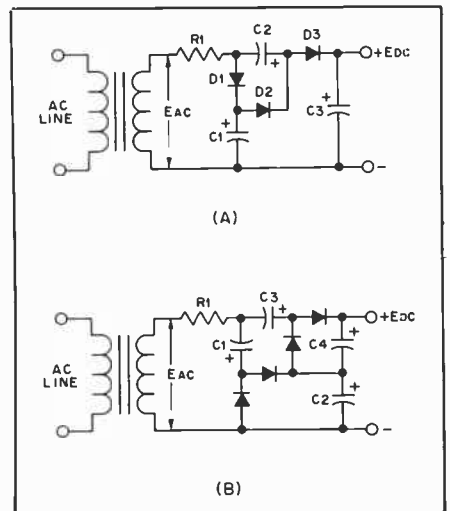 R1
C2
+
D3
+EDC
D1
D2
AC
LINE
EAC
+
C1
+
C3
-
(A)
R1
C3
+
+EDC
C1
+
+
C4
AC
LINE
EAC
+
C2
-
(B)